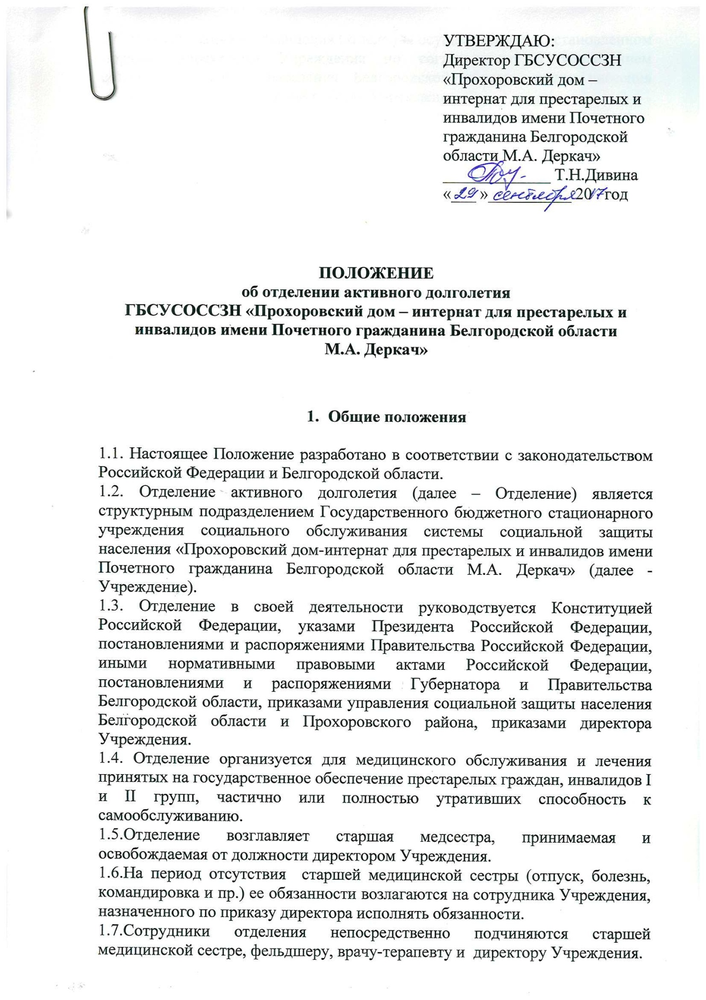 УТВЕРЖДАЮ:
Директор ГБСУСОССЗН
«Прохоровский дом –
интернат для престарелых и
инвалидов имени Почетного
гражданина Белгородской
области М.А. Деркач»
_____________ Т.Н.Дивина
«29» сентября 2017год
ПОЛОЖЕНИЕ
об отделении активного долголетия
ГБСУСОССЗН «Прохоровский дом – интернат для престарелых и
инвалидов имени Почетного гражданина Белгородской области
М.А. Деркач»
1. Общие положения
1.1. Настоящее Положение разработано в соответствии с законодательством
Российской Федерации и Белгородской области.
1.2. Отделение активного долголетия (далее – Отделение) является
структурным подразделением Государственного бюджетного стационарного
учреждения социального обслуживания системы социальной защиты
населения «Прохоровский дом-интернат для престарелых и инвалидов имени
Почетного гражданина Белгородской области М.А. Деркач» (далее -
Учреждение).
1.3. Отделение в своей деятельности руководствуется Конституцией
Российской Федерации, указами Президента Российской Федерации,
постановлениями и распоряжениями Правительства Российской Федерации,
иными нормативными правовыми актами Российской Федерации,
постановлениями и распоряжениями Губернатора и Правительства
Белгородской области, приказами управления социальной защиты населения
Белгородской области и Прохоровского района, приказами директора
Учреждения.
1.4. Отделение организуется для медицинского обслуживания и лечения
принятых на государственное обеспечение престарелых граждан, инвалидов I
и II групп, частично или полностью утративших способность к
самообслуживанию.
1.5.Отделение возглавляет старшая медсестра, принимаемая и
освобождаемая от должности директором Учреждения.
1.6.На период отсутствия старшей медицинской сестры (отпуск, болезнь,
командировка и пр.) ее обязанности возлагаются на сотрудника Учреждения,
назначенного по приказу директора исполнять обязанности.
1.7.Сотрудники отделения непосредственно подчиняются старшей
медицинской сестре, фельдшеру, врачу-терапевту и директору Учреждения.